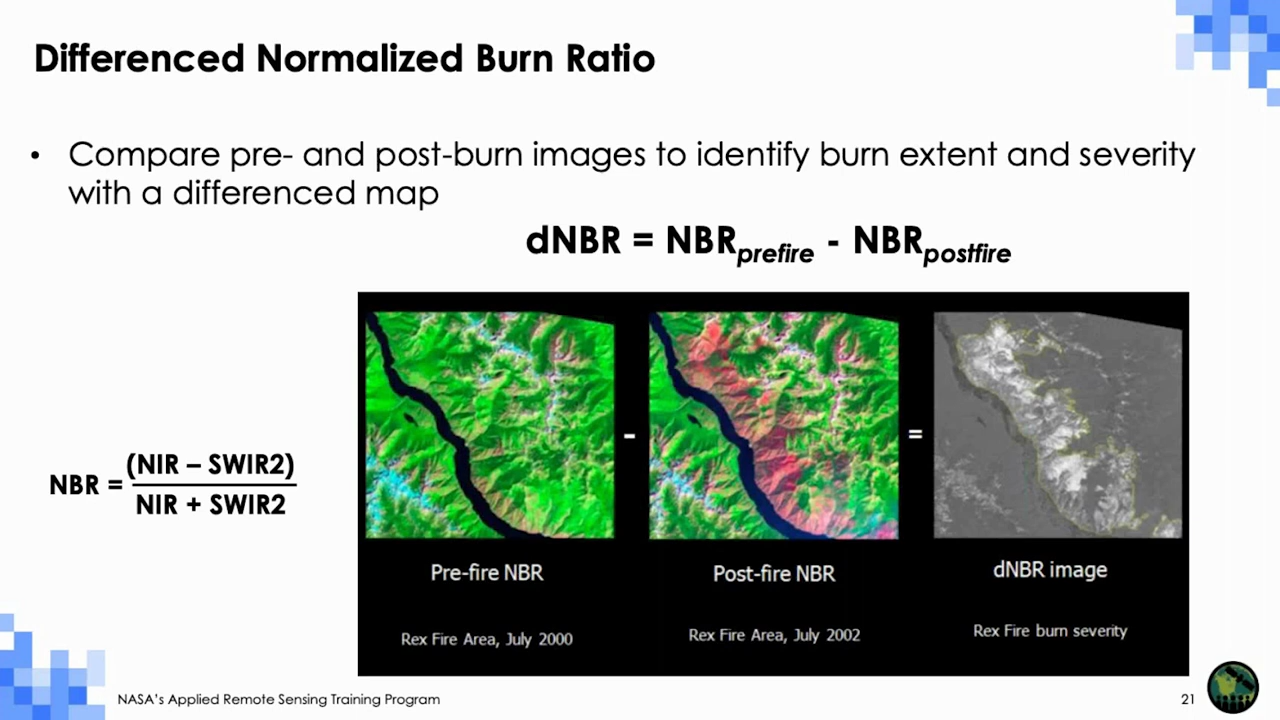 Differenced Normalized Burn Ratio
• Compare pre- and post-burn images to identify burn extent and severity
with a differenced map
dNBR = NBRprefire - NBRpostfire
NBR = (NIR – SWIR2)
NIR + SWIR2
- =
Pre-fire NBR
Post-fire NBR
dNBR image
Rex Fire Area, July 2000
Rex Fire Area, July 2002
Rex Fire burn severity
NASA's Applied Remote Sensing Training Program
21